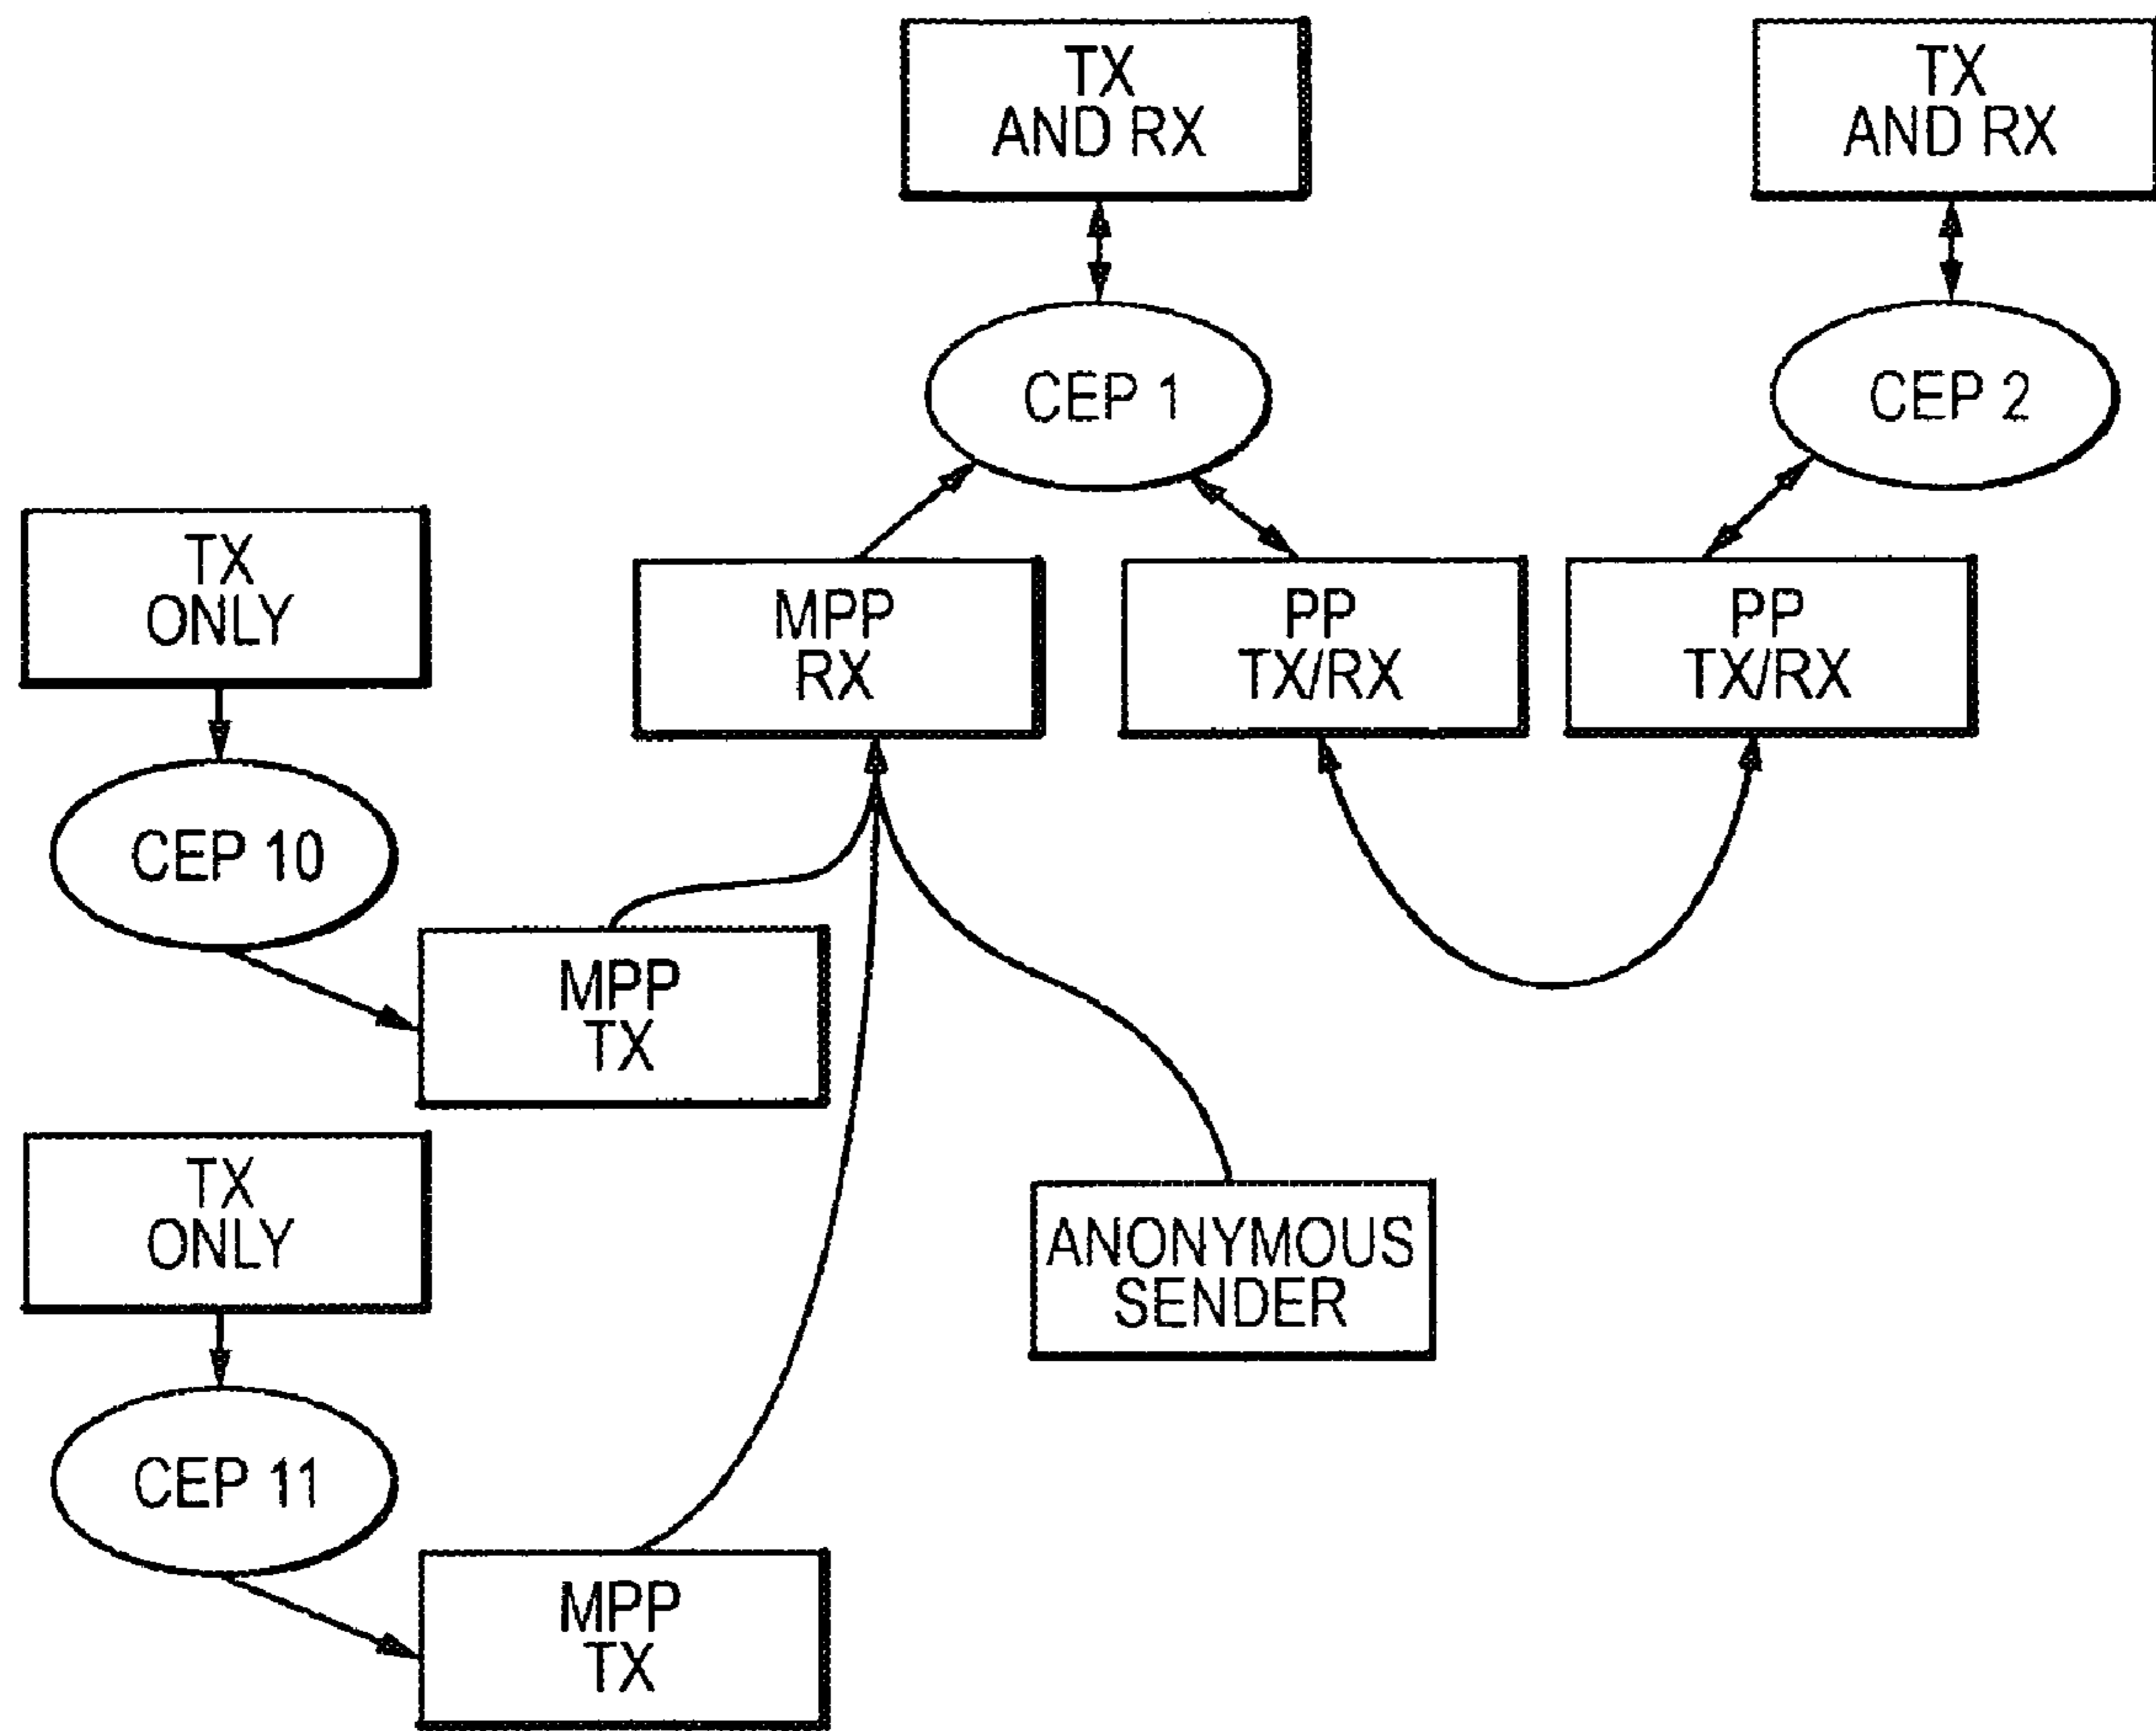 TX
AND RX
TX
AND RX
CEP 1
CEP 2
TX
ONLY
MPP
RX
PP
TX/RX
PP
TX/RX
CEP 10
MPP
TX
TX
ONLY
ANONYMOUS
SENDER
CEP 11
MPP
TX